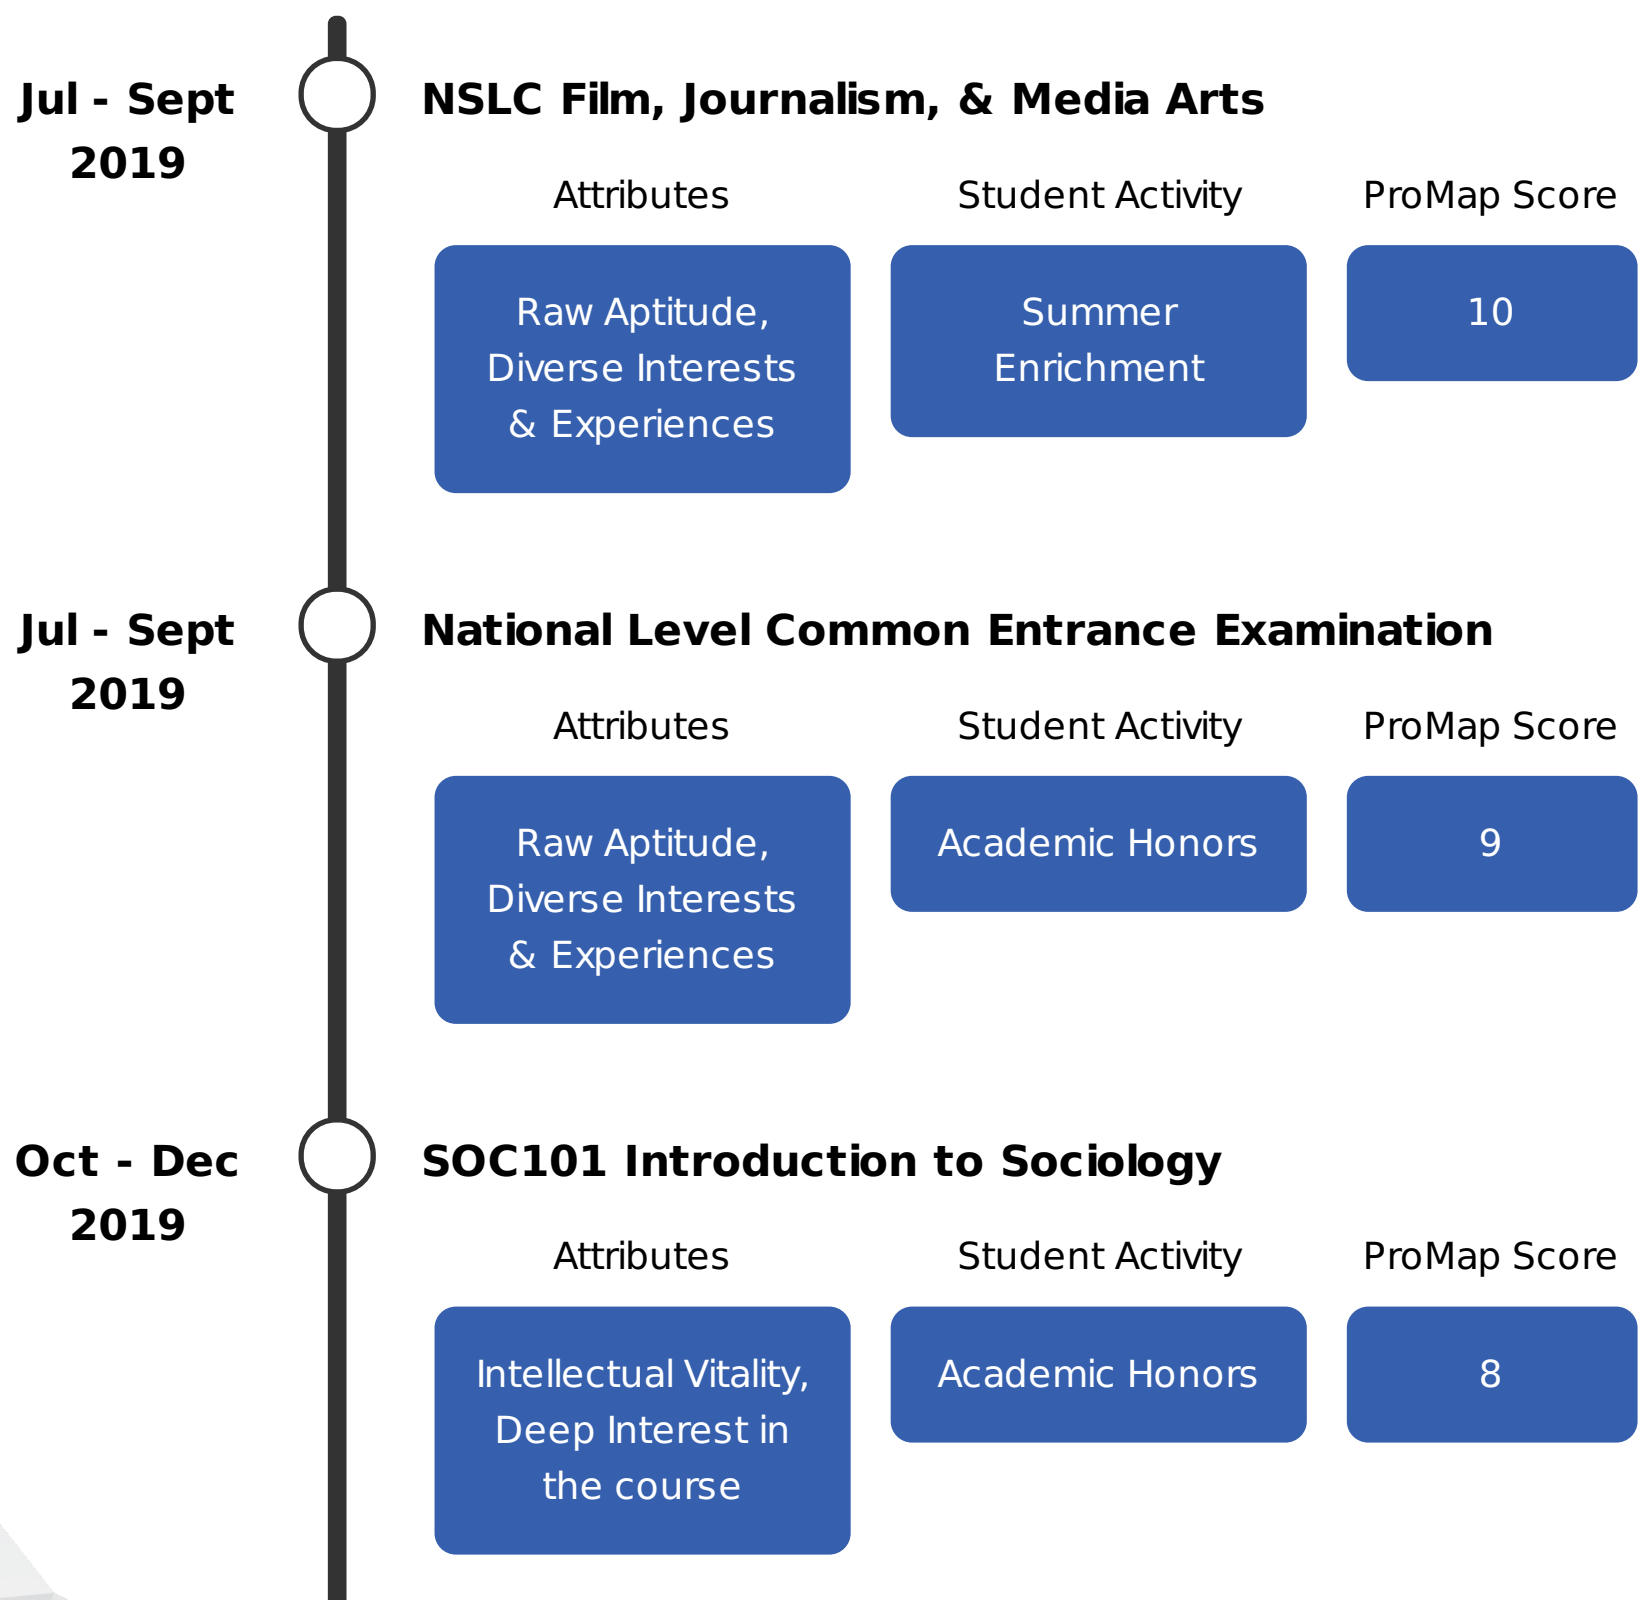 Jul - Sept
2019
NSLC Film, Journalism, & Media Arts
Attributes
Student Activity
ProMap Score
Raw Aptitude,
Diverse Interests
& Experiences
Summer
Enrichment
10
Jul - Sept
2019
National Level Common Entrance Examination
Attributes
Student Activity
ProMap Score
Raw Aptitude,
Diverse Interests
& Experiences
Academic Honors
9
Oct - Dec
2019
SOC101 Introduction to Sociology
Attributes
Student Activity
ProMap Score
Intellectual Vitality,
Deep Interest in
the course
Academic Honors
8